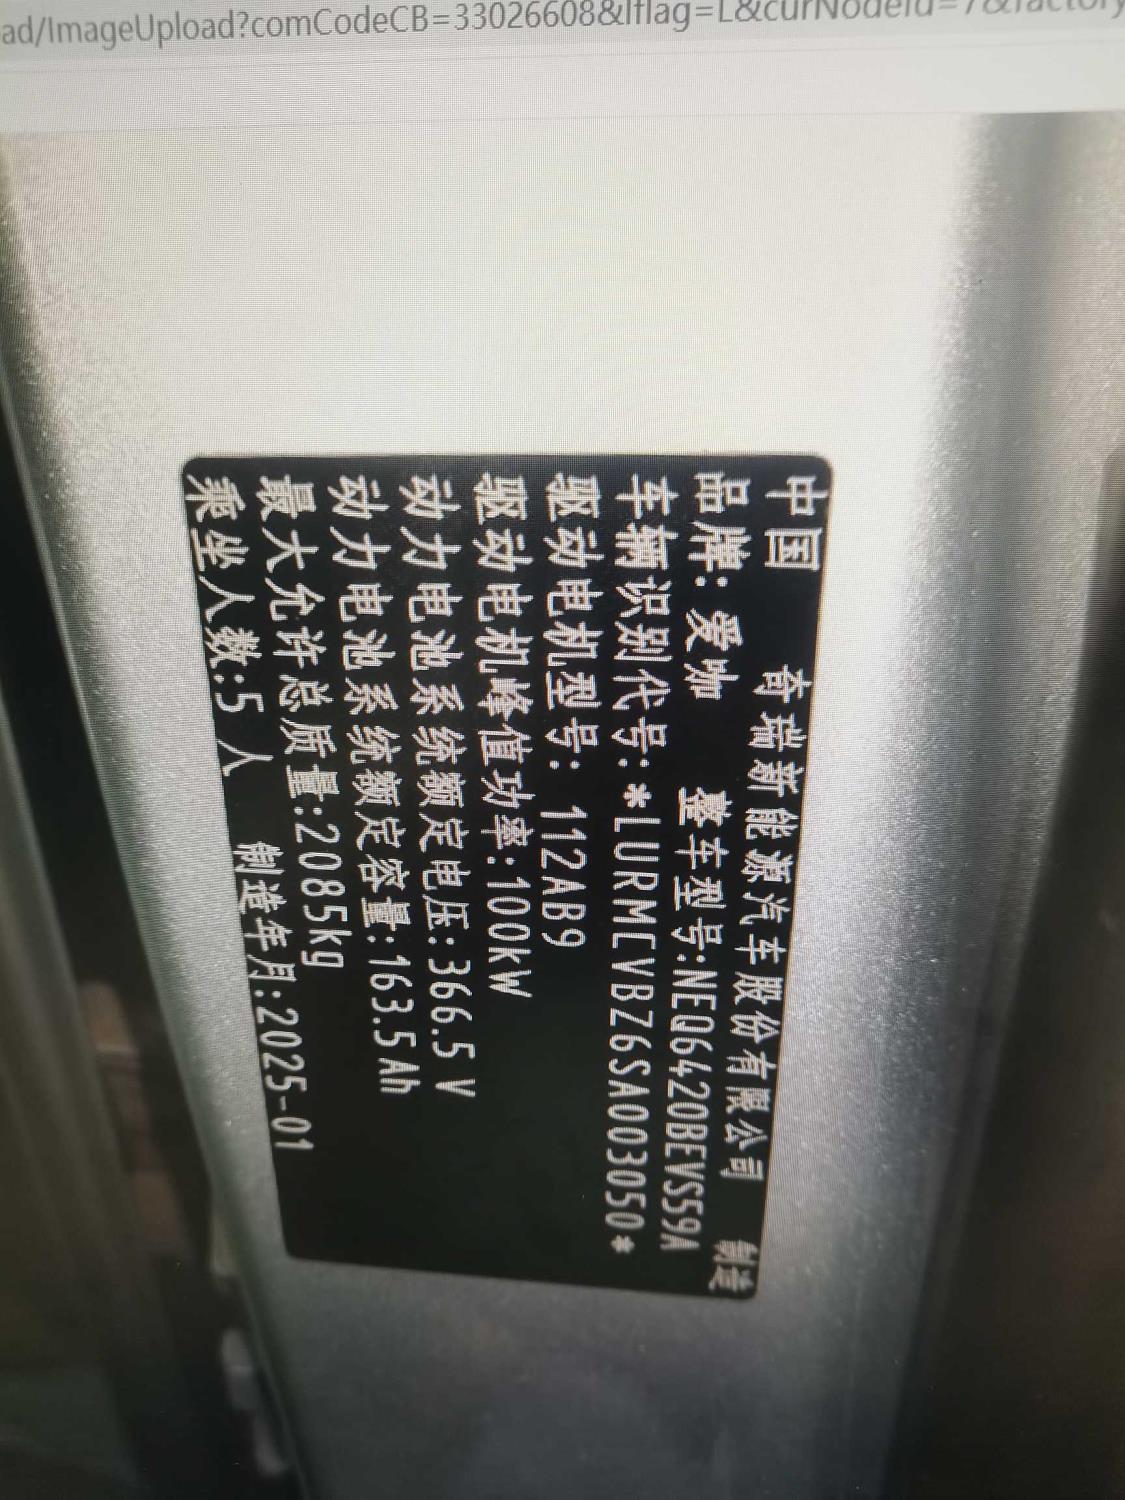 ad/ImageUpload?comCodeCB=33026608&lflag=L&curNodeId=7&factory
中国 奇瑞新能源汽车股份有限公司 制造
品牌:爱咖 整车型号:NEQ6420BEVS59A
车辆识别代号:*LURMCVBZ6SA003050*
驱动电机型号: 112AB9
驱动电机峰值功率:100kW
动力电池系统额定电压:366.5 V
动力电池系统额定容量:163.5Ah
最大允许总质量:2085kg
乘坐人数:5 人 制造年月:2025-01